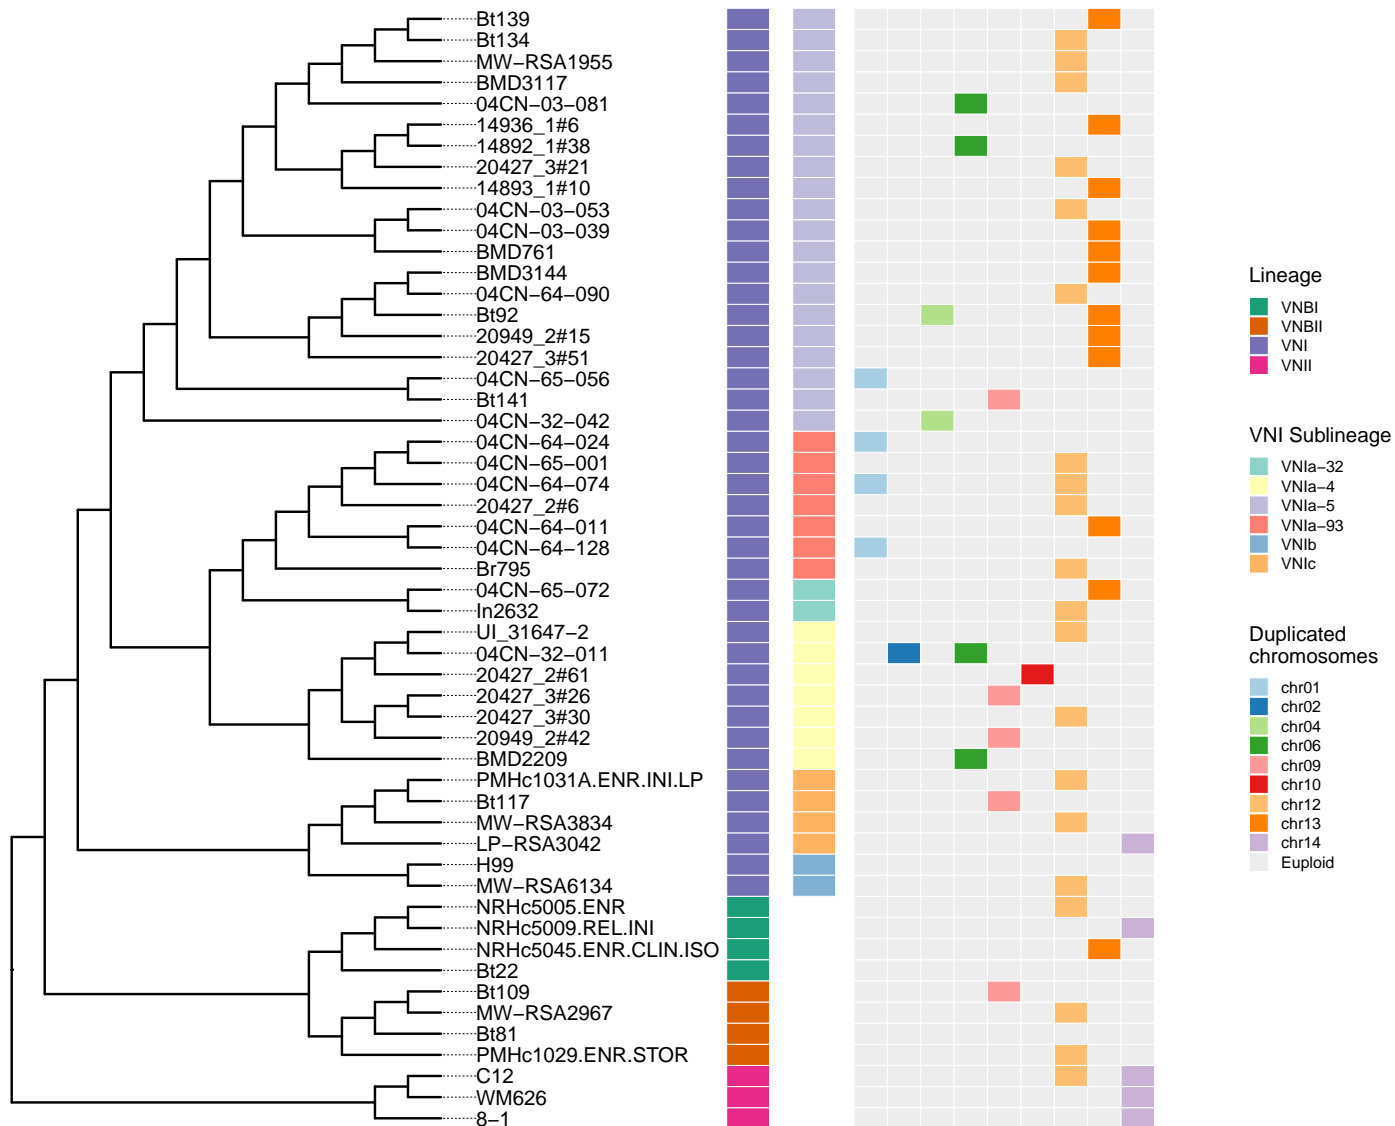 Bt139
Bt134
MW−RSA1955
BMD3117
04CN−03−081
14936_1#6
14892_1#38
20427_3#21
14893_1#10
04CN−03−053
04CN−03−039
BMD761
BMD3144
04CN−64−090
Bt92
20949_2#15
20427_3#51
04CN−65−056
Bt141
04CN−32−042
04CN−64−024
04CN−65−001
04CN−64−074
20427_2#6
04CN−64−011
04CN−64−128
Br795
04CN−65−072
In2632
UI_31647−2
04CN−32−011
20427_2#61
20427_3#26
20427_3#30
20949_2#42
BMD2209
PMHc1031A.ENR.INI.LP
Bt117
MW−RSA3834
LP−RSA3042
H99
MW−RSA6134
NRHc5005.ENR
NRHc5009.REL.INI
NRHc5045.ENR.CLIN.ISO
Bt22
Bt109
MW−RSA2967
Bt81
PMHc1029.ENR.STOR
C12
WM626
8−1
Lineage
VNBI
VNBII
VNI
VNII
VNI Sublineage
VNIa−32
VNIa−4
VNIa−5
VNIa−93
VNIb
VNIc
Duplicated
chromosomes
chr01
chr02
chr04
chr06
chr09
chr10
chr12
chr13
chr14
Euploid